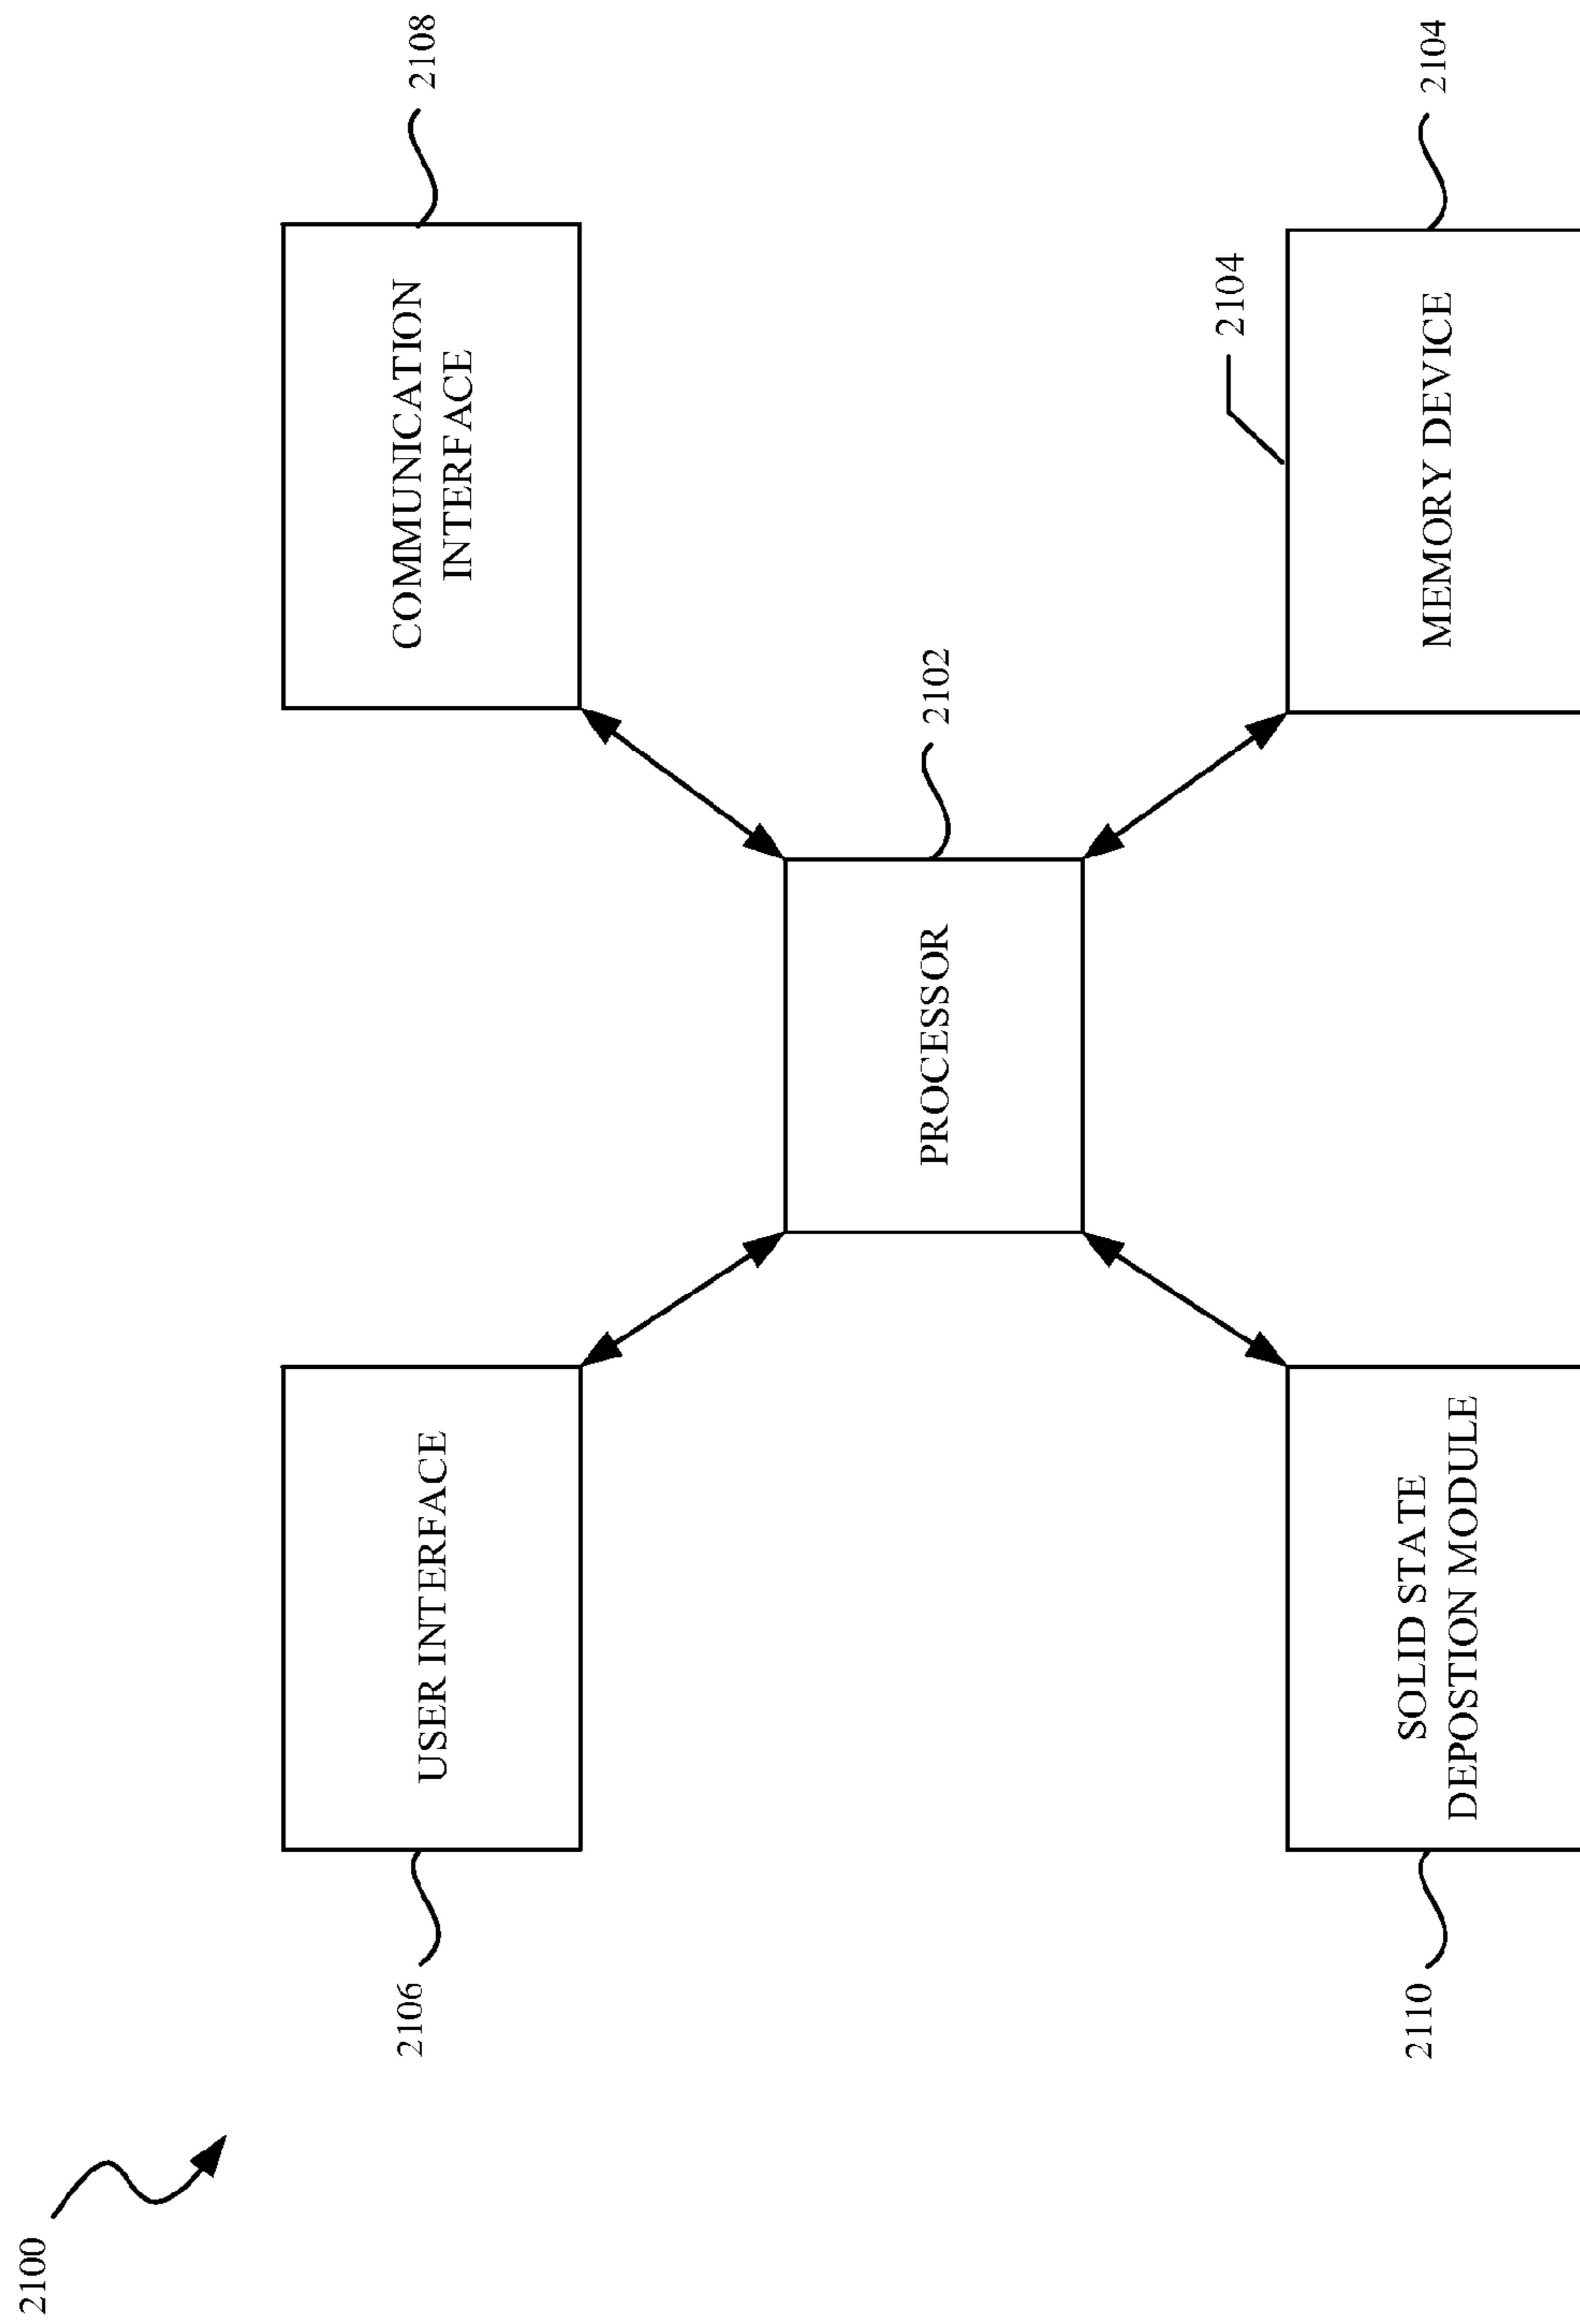 2100
2106
USER INTERFACE
COMMUNICATION
INTERFACE
2108
PROCESSOR
2102
2104
2110
SOLID STATE
DEPOSTION MODULE
MEMORY DEVICE
2104